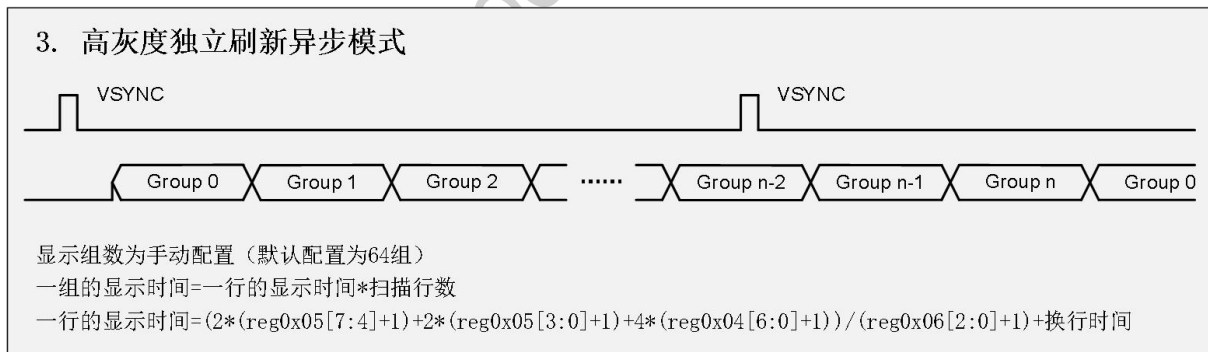 3. 高灰度独立刷新异步模式
VSYNC VSYNC
Group 0 Group 1 Group 2 ...... Group n-2 Group n-1 Group n Group 0
显示组数为手动配置（默认配置为64组）
一组的显示时间=一行的显示时间*扫描行数
一行的显示时间=(2*(reg0x05[7:4]+1)+2*(reg0x05[3:0]+1)+4*(reg0x04[6:0]+1))/(reg0x06[2:0]+1)+换行时间